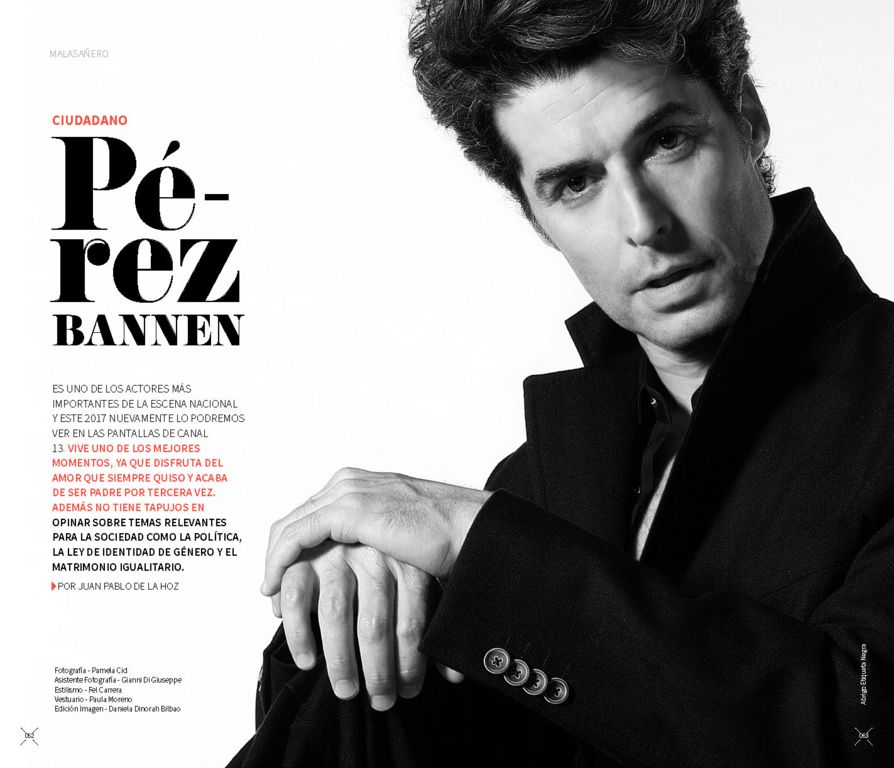 MALASAÑERO
CIUDADANO
Pé-
rez
BANNEN
ES UNO DE LOS ACTORES MÁS
IMPORTANTES DE LA ESCENA NACIONAL
Y ESTE 2017 NUEVAMENTE LO PODREMOS
VER EN LAS PANTALLAS DE CANAL
13. VIVE UNO DE LOS MEJORES
MOMENTOS, YA QUE DISFRUTA DEL
AMOR QUE SIEMPRE QUISO Y ACABA
DE SER PADRE POR TERCERA VEZ.
ADEMÁS NO TIENE TAPUJOS EN
OPINAR SOBRE TEMAS RELEVANTES
PARA LA SOCIEDAD COMO LA POLÍTICA,
LA LEY DE IDENTIDAD DE GÉNERO Y EL
MATRIMONIO IGUALITARIO.
POR JUAN PABLO DE LA HOZ
Fotografía - Pamela Cid
Asistente Fotografía - Gianni Di Giuseppe
Estilismo - Fel Carrera
Vestuario - Paula Moreno
Edición Imagen - Daniela Dinorah Bilbao
062
Abrigo Etiqueta Negra
063